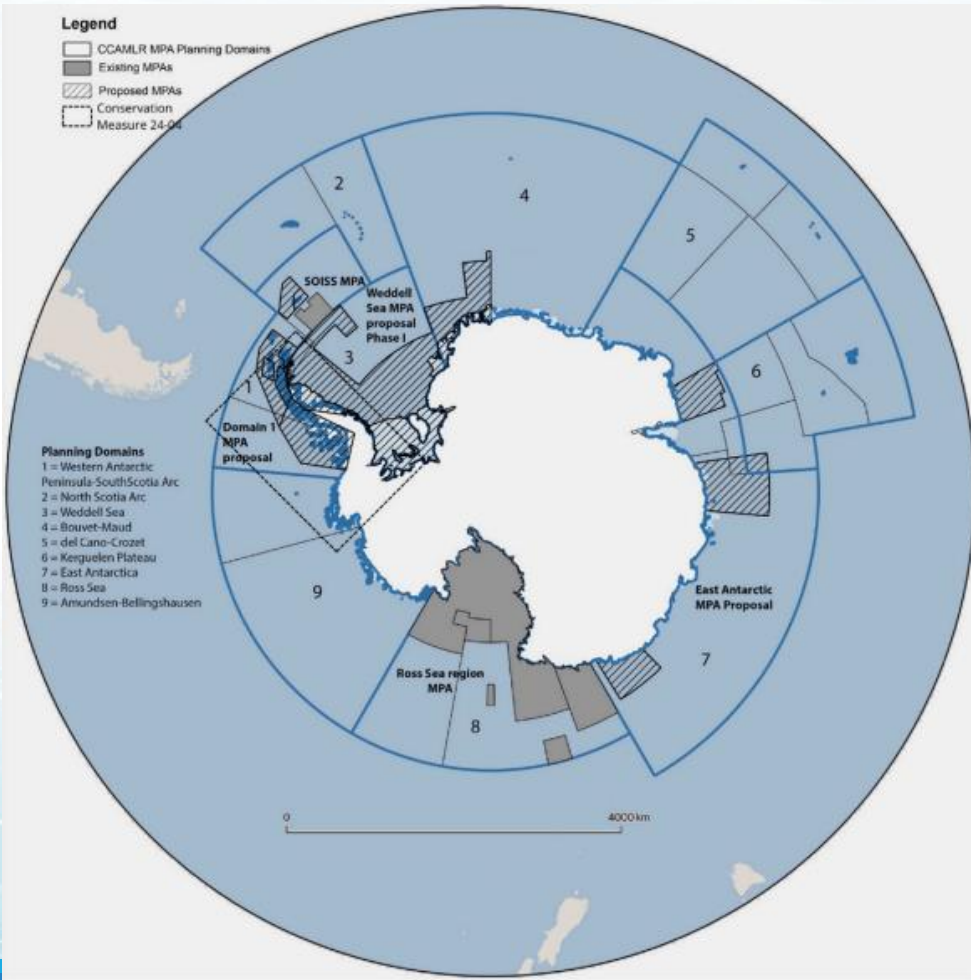 Legend
CCAMLR MPA Planning Domains
Existing MPAs
Proposed MPAs
Conservation
Measure 24-04
2
4
5
SOISS MPA
Weddell
Sea MPA
proposal
Phase I
3
6
1
Domain 1
MPA
proposal
Planning Domains
1 = Western Antarctic
Peninsula-SouthScotia Arc
2 = North Scotia Arc
3 = Weddell Sea
4 = Bouvet-Maud
5 = del Cano-Crozet
6 = Kerguelen Plateau
7 = East Antarctica
8 = Ross Sea
9 = Amundsen-Bellingshausen
9
East Antarctic
MPA Proposal
7
Ross Sea region
MPA
8
0
4000 km